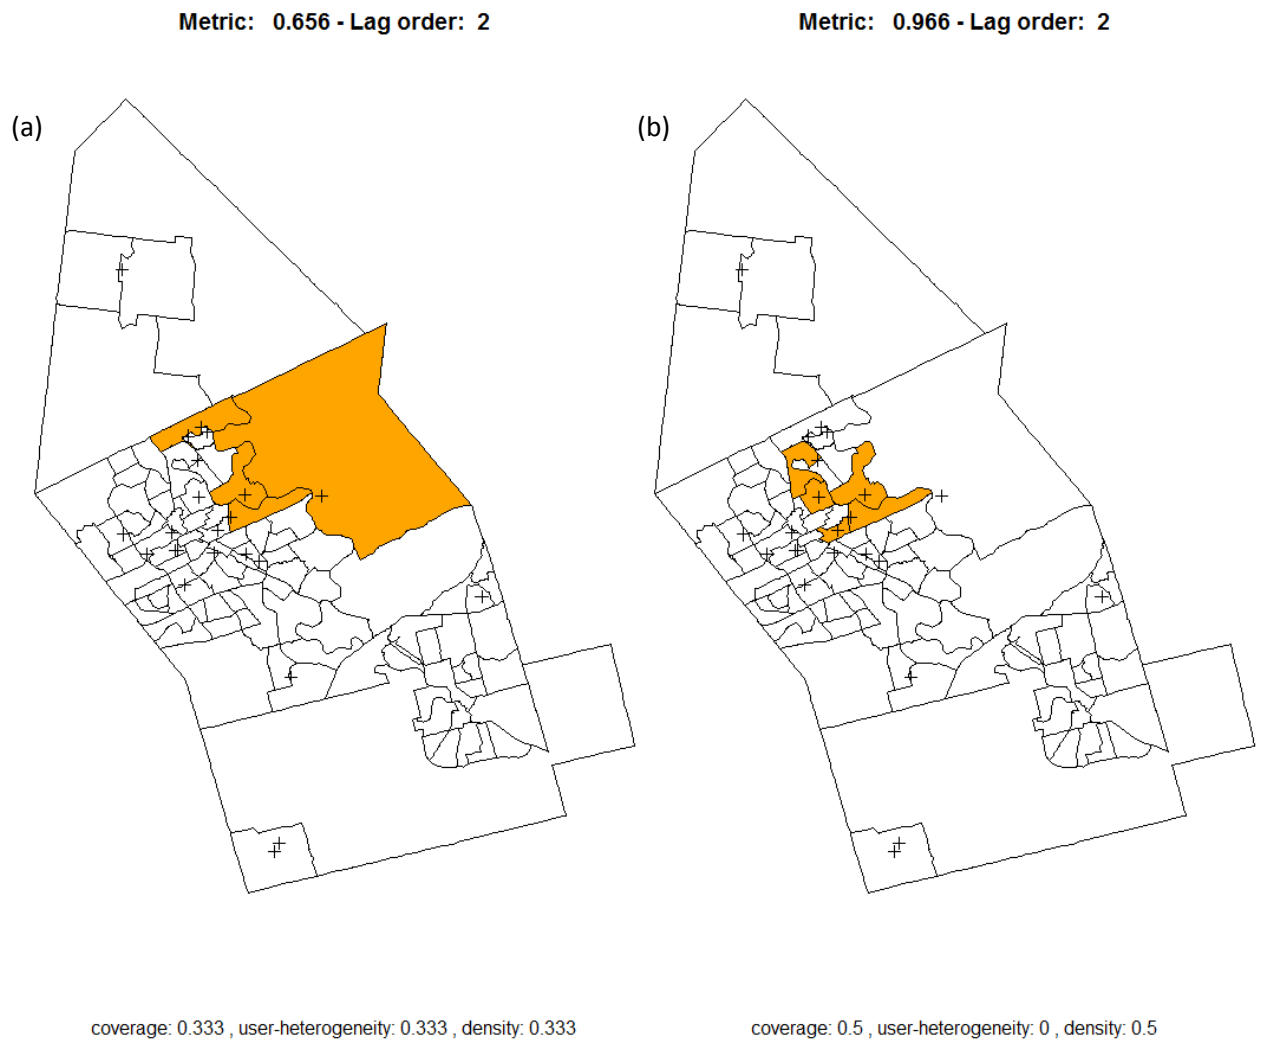 Metric: 0.656 - Lag order: 2
Metric: 0.966 - Lag order: 2
(a)
(b)
coverage: 0.333 , user-heterogeneity: 0.333 , density: 0.333
coverage: 0.5 , user-heterogeneity: 0 , density: 0.5